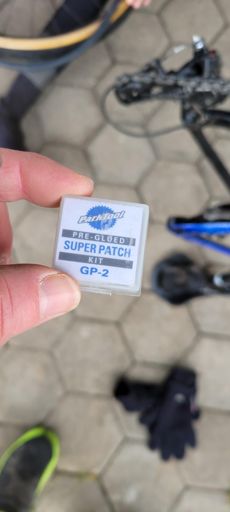 ParkTool
PRE-GLUED
SUPER PATCH
KIT
GP-2